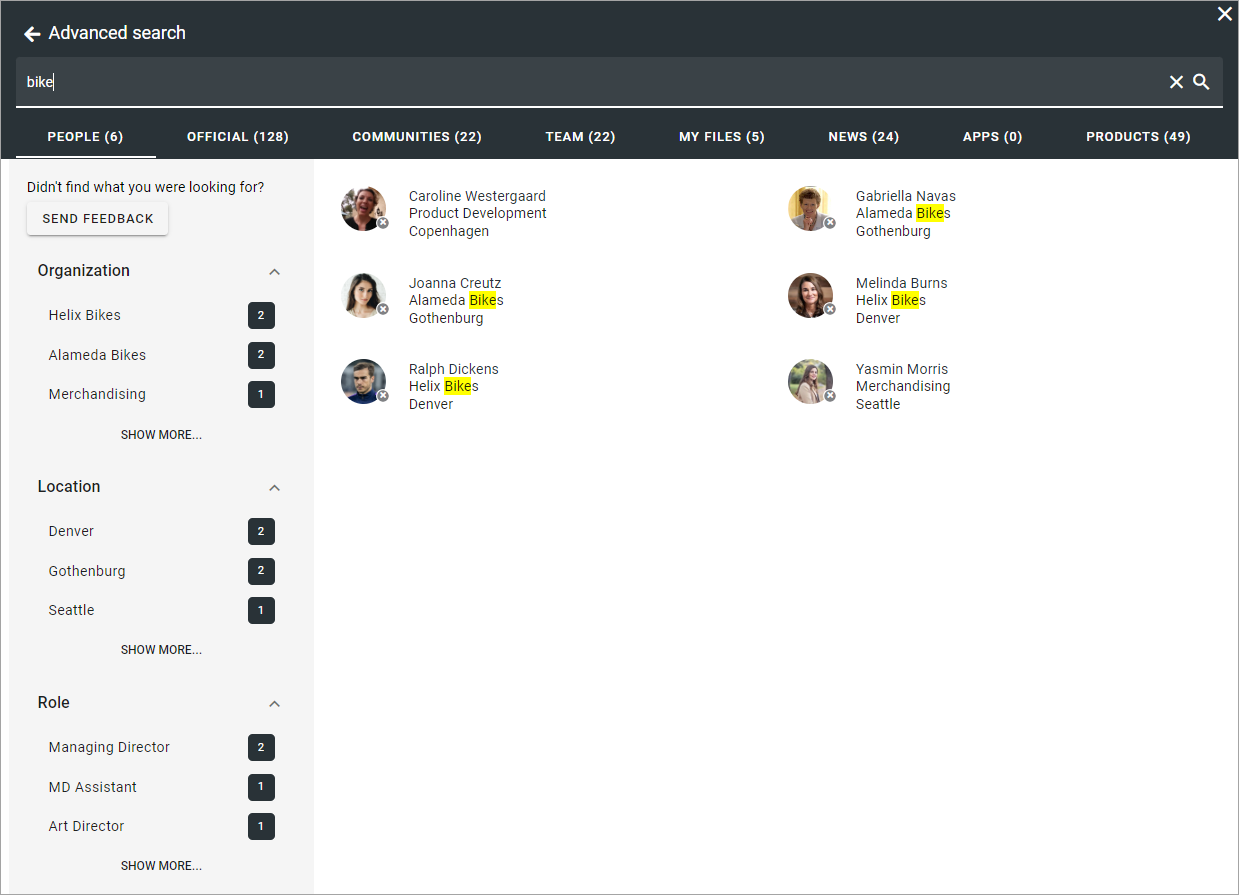 Advanced search
bike
PEOPLE (6) OFFICIAL (128) COMMUNITIES (22) TEAM (22) MY FILES (5) NEWS (24) APPS (0) PRODUCTS (49)
Didn't find what you were looking for?
SEND FEEDBACK
Organization
Helix Bikes 2
Alameda Bikes 2
Merchandising 1
SHOW MORE...
Location
Denver 2
Gothenburg 2
Seattle 1
SHOW MORE...
Role
Managing Director 2
MD Assistant 1
Art Director 1
SHOW MORE...
Caroline Westergaard
Product Development
Copenhagen
Gabriella Navas
Alameda Bikes
Gothenburg
Joanna Creutz
Alameda Bikes
Gothenburg
Melinda Burns
Helix Bikes
Denver
Ralph Dickens
Helix Bikes
Denver
Yasmin Morris
Merchandising
Seattle